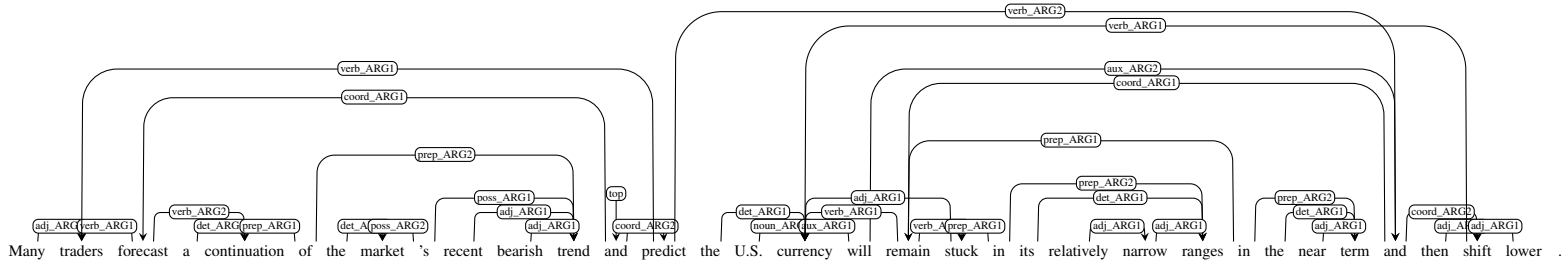 verb_ARG2
verb_ARG1
verb_ARG1 aux_ARG2
coord_ARG1 coord_ARG1
prep_ARG1
prep_ARG2
top prep_ARG2
poss_ARG1 adj_ARG1 det_ARG1 prep_ARG2
verb_ARG2 adj_ARG1 det_ARG1 verb_ARG1 det_ARG1 coord_ARG2
verb_ARG1 prep_ARG1 poss_ARG2 adj_ARG1 coord_ARG2 aux_ARG1 prep_ARG1 adj_ARG1 adj_ARG1 adj_ARG1 adj_ARG1
Many traders forecast a continuation of the market 's recent bearish trend and predict the U.S. currency will remain stuck in its relatively narrow ranges in the near term and then shift lower .